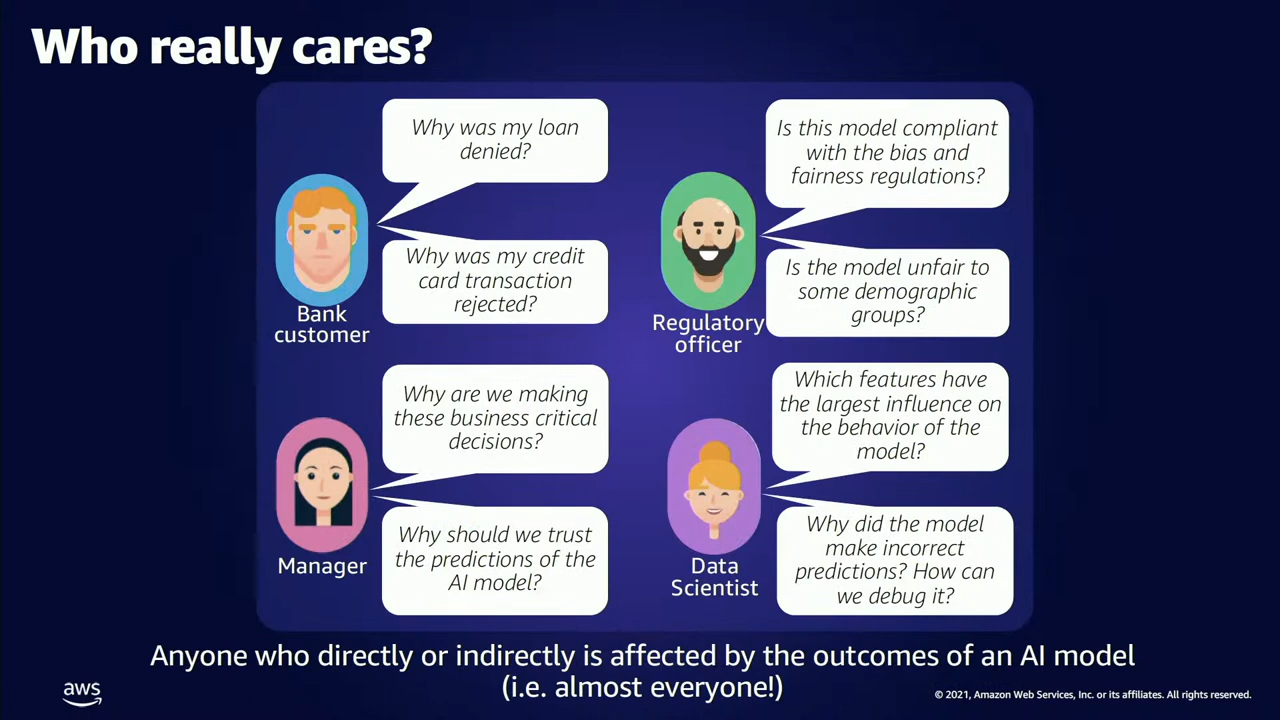 Who really cares?
Why was my loan
denied?
Why was my credit
card transaction
rejected?
Bank
customer
Is this model compliant
with the bias and
fairness regulations?
Is the model unfair to
some demographic
groups?
Regulatory
officer
Why are we making
these business critical
decisions?
Why should we trust
the predictions of the
AI model?
Manager
Which features have
the largest influence on
the behavior of the
model?
Why did the model
make incorrect
predictions? How can
we debug it?
Data
Scientist
Anyone who directly or indirectly is affected by the outcomes of an AI model
(i.e. almost everyone!)
aws
© 2021, Amazon Web Services, Inc. or its affiliates. All rights reserved.